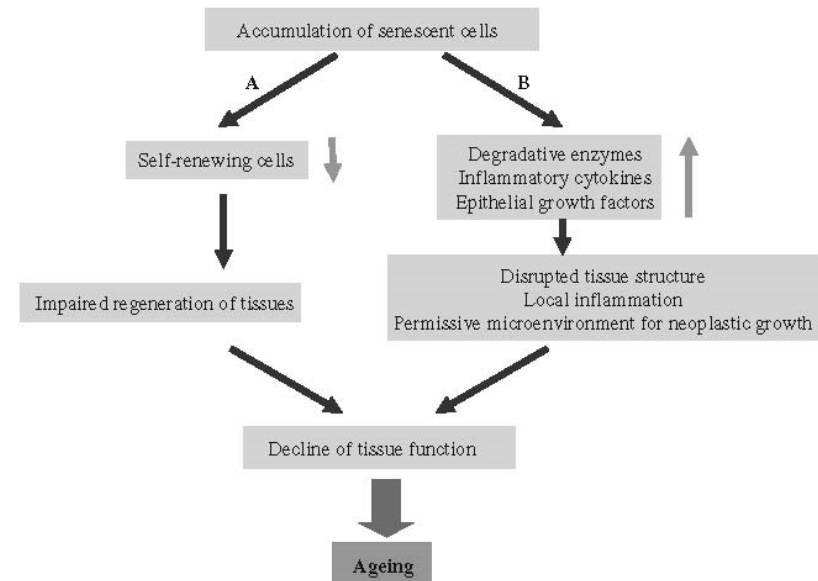 Accumulation of senescent cells
A
B
Self-renewing cells
Degradative enzymes
Inflammatory cytokines
Epithelial growth factors
Impaired regeneration of tissues
Disrupted tissue structure
Local inflammation
Permissive microenvironment for neoplastic growth
Decline of tissue function
Ageing